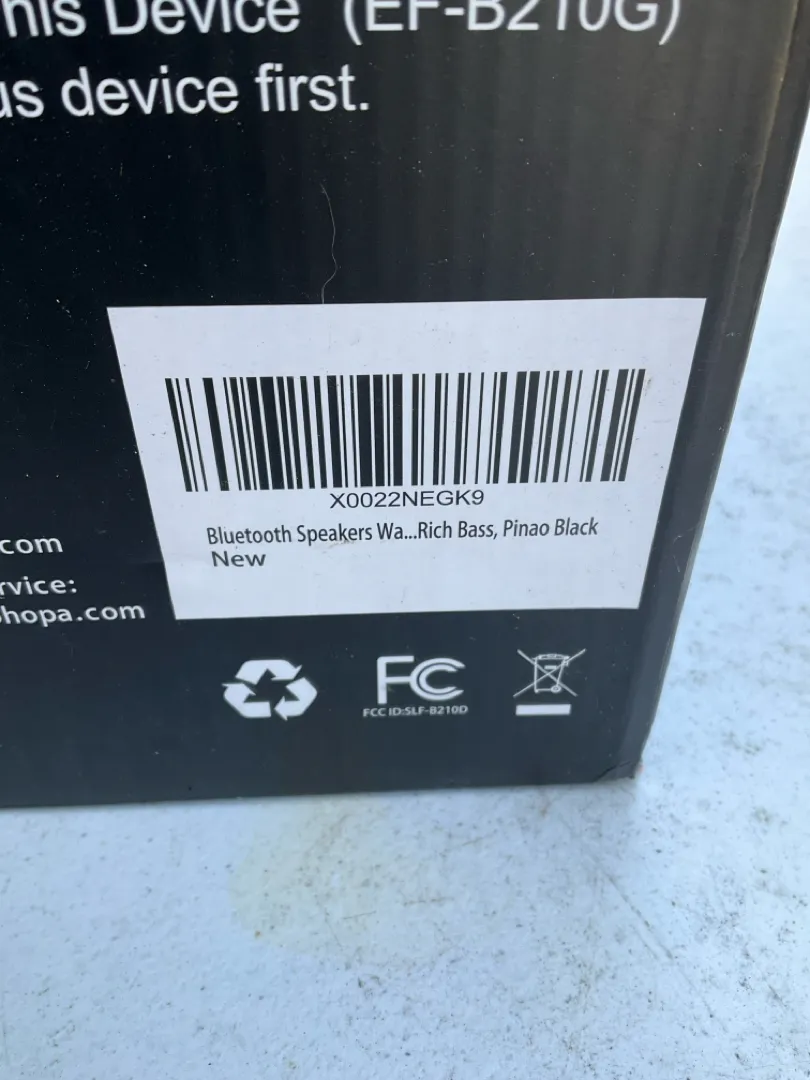 his Device (EF-B210G)
us device first.
X0022NEGK9
Bluetooth Speakers Wa...Rich Bass, Pinao Black
New
.com
rvice:
hopa.com
FC
FCC ID:SLF-B210D